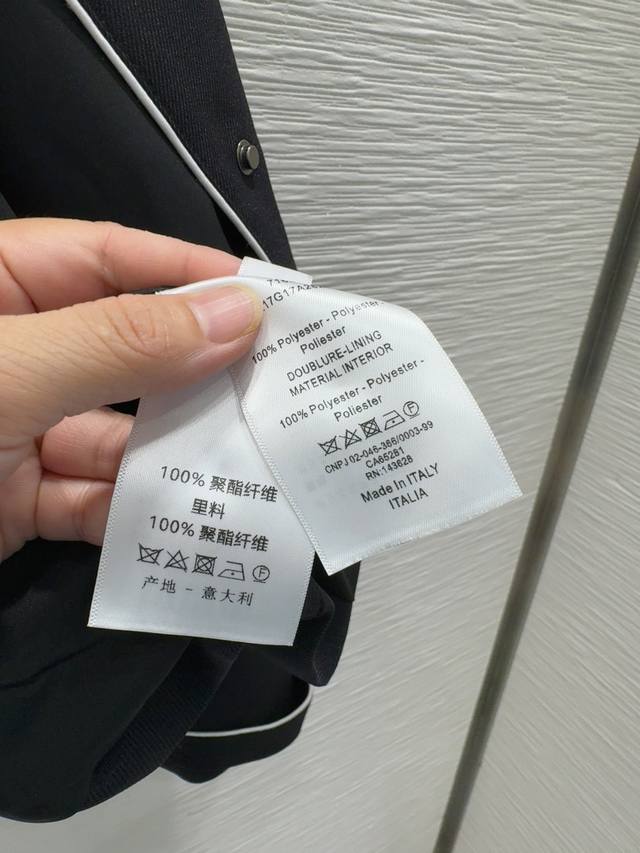 100% 聚酯纤维
里料
100% 聚酯纤维
产地 - 意大利
17G17A2
100% Polyester - Polyester -
Poliester
DOUBLURE-LINING
MATERIAL INTERIOR
100% Polyester - Polyester -
Poliester
CNPJ 02-046-366/0003-99
CA65281
RN:143828
Made In ITALY
ITALIA